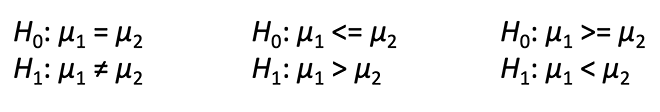 H₀: μ₁ = μ₂ H₀: μ₁ <= μ₂ H₀: μ₁ >= μ₂
H₁: μ₁ ≠ μ₂ H₁: μ₁ > μ₂ H₁: μ₁ < μ₂